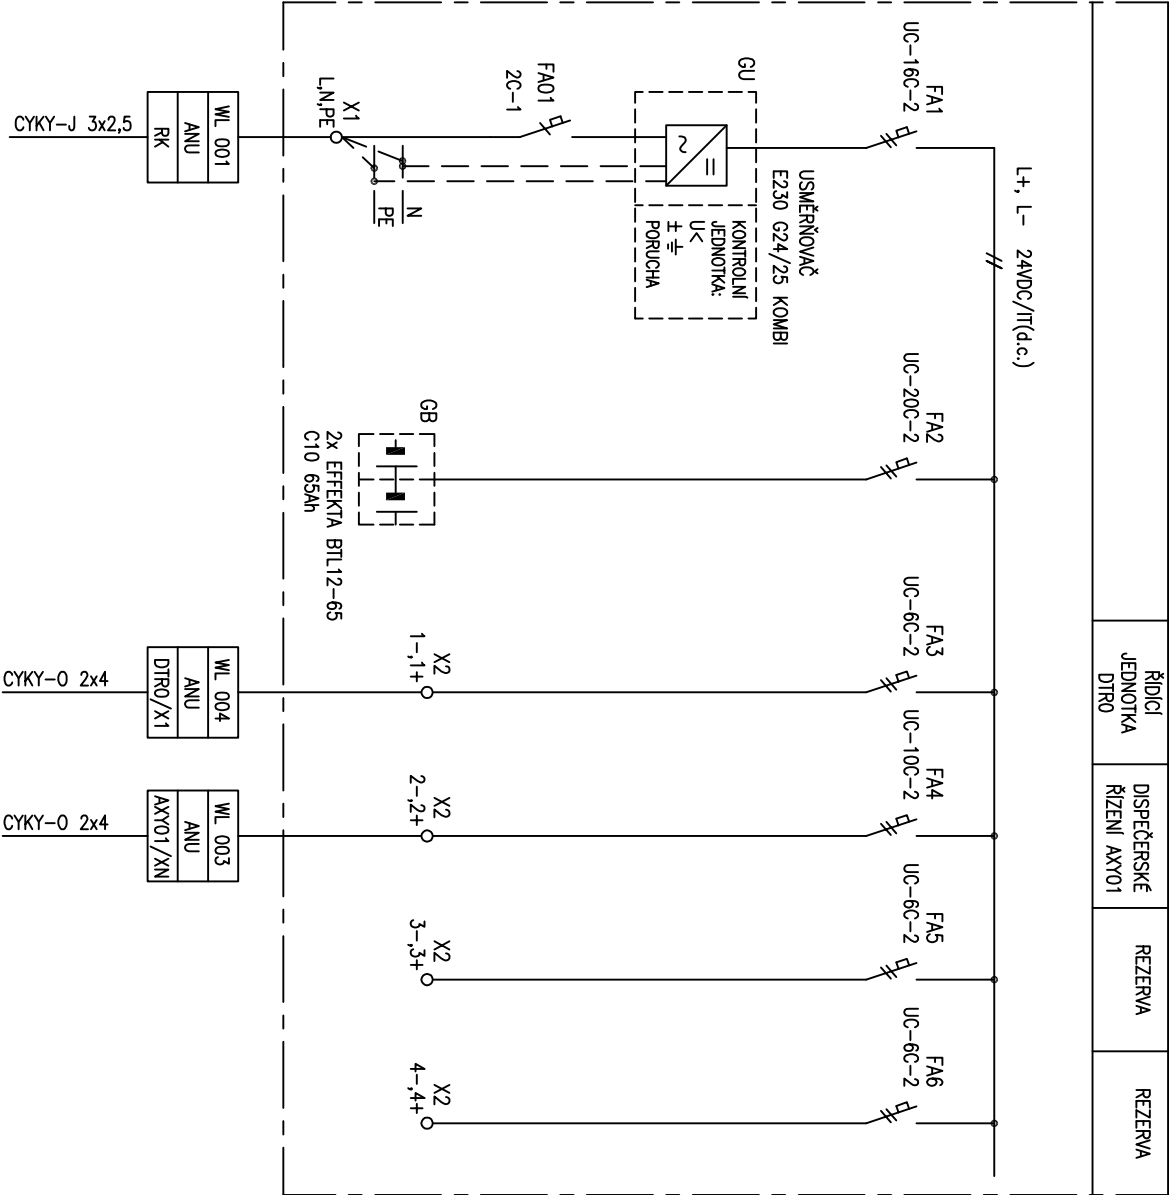 ŘÍDICÍ
JEDNOTKA
DTR0
DISPEČERSKÉ
ŘÍZENÍ AXY01
REZERVA
REZERVA
L+, L- 24VDC/IT(d.c.)
FA1
UC-16C-2
FA2
UC-20C-2
FA3
UC-6C-2
FA4
UC-10C-2
FA5
UC-6C-2
FA6
UC-6C-2
USMĚRŇOVAČ
E230 G24/25 KOMBI
GU
KONTROLNÍ
JEDNOTKA:
U<
±
PORUCHA
FA01
2C-1
N
PE
X1
L,N,PE
GB
2x EFFEKTA BTL12-65
C10 65Ah
X2
1-,1+
X2
2-,2+
X2
3-,3+
X2
4-,4+
WL 001
ANU
RK
WL 004
ANU
DTR0/X1
WL 003
ANU
AXY01/XN
CYKY-J 3x2,5
CYKY-O 2x4
CYKY-O 2x4